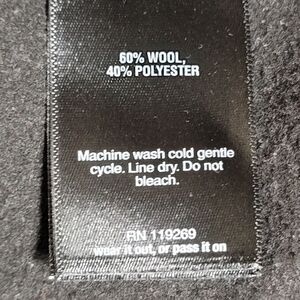 60% WOOL,
40% POLYESTER
Machine wash cold gentle
cycle. Line dry. Do not
bleach.
RN 119269
wear it out, or pass it on